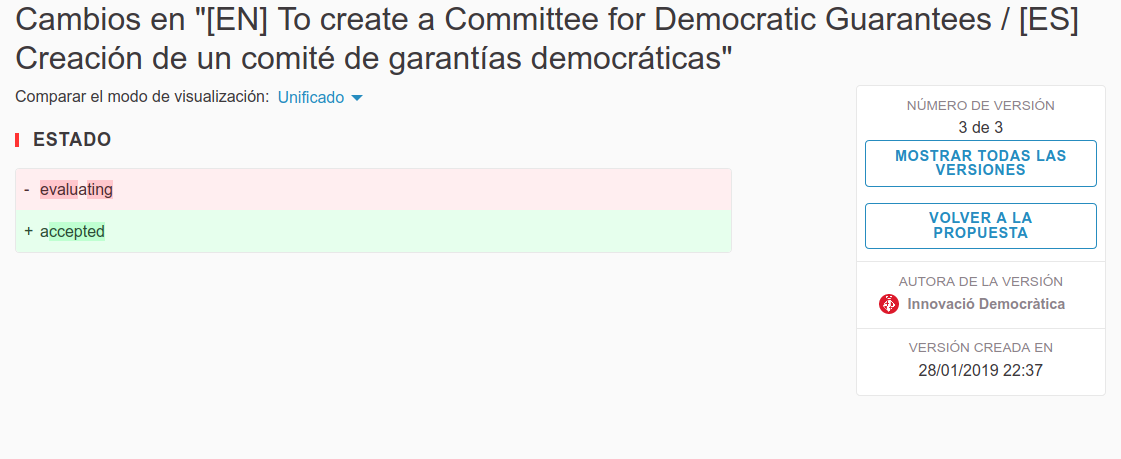 Cambios en "[EN] To create a Committee for Democratic Guarantees / [ES]
Creación de un comité de garantías democráticas"
Comparar el modo de visualización: Unificado
ESTADO
- evaluating
+ accepted
NÚMERO DE VERSIÓN
3 de 3
MOSTRAR TODAS LAS
VERSIONES
VOLVER A LA
PROPUESTA
AUTORA DE LA VERSIÓN
Innovació Democràtica
VERSIÓN CREADA EN
28/01/2019 22:37